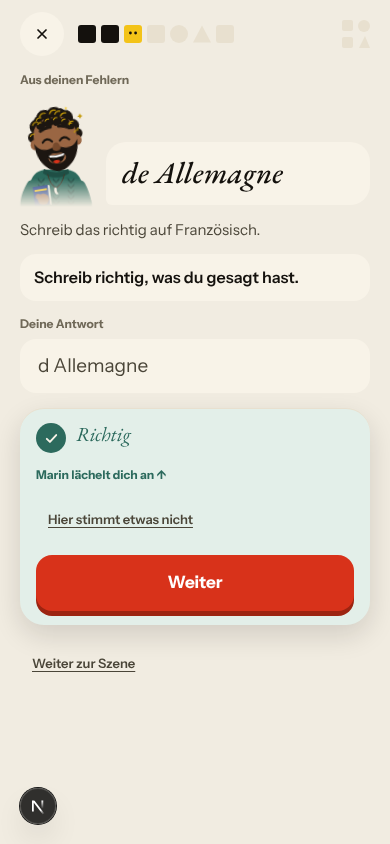 Aus deinen Fehlern
de Allemagne
Schreib das richtig auf Französisch.
Schreib richtig, was du gesagt hast.
Deine Antwort
d Allemagne
Richtig
Marin lächelt dich an ↑
Hier stimmt etwas nicht
Weiter
Weiter zur Szene
N